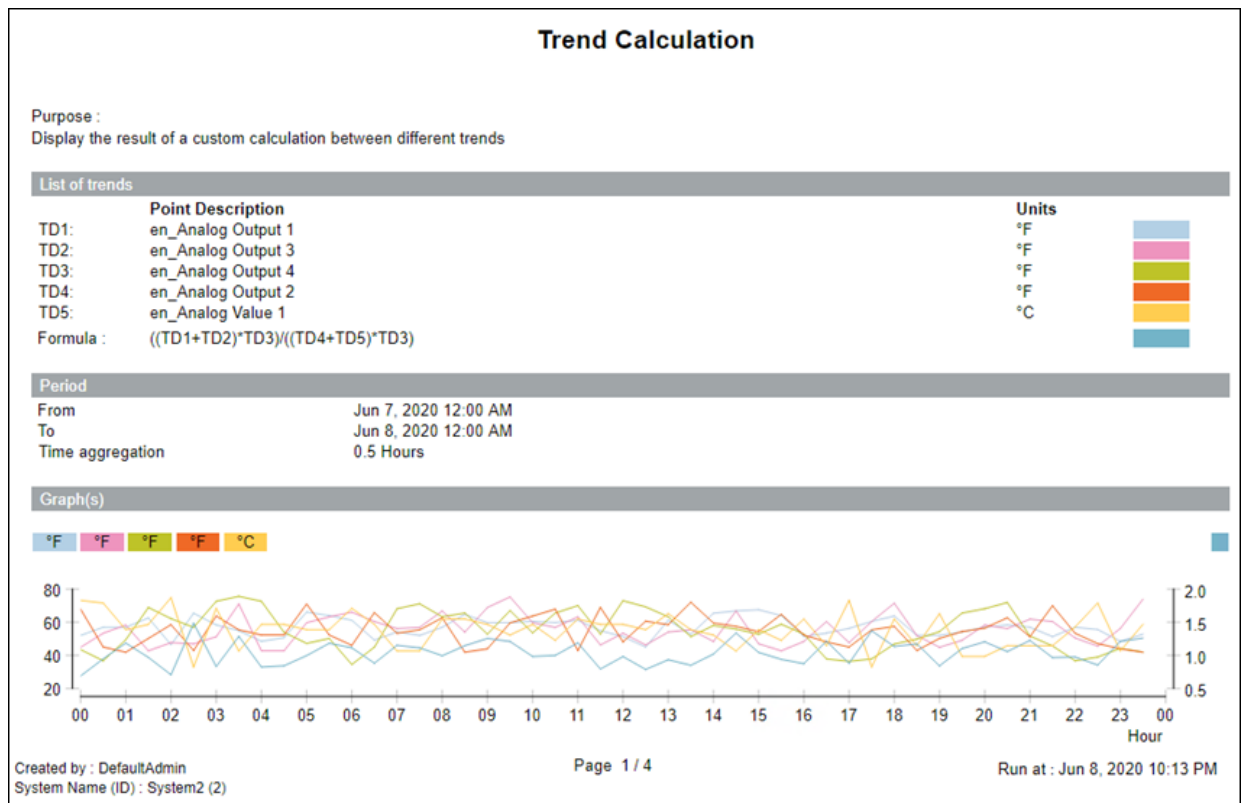 Trend Calculation
Purpose :
Display the result of a custom calculation between different trends
List of trends
Point Description Units
TD1: en_Analog Output 1 °F
TD2: en_Analog Output 3 °F
TD3: en_Analog Output 4 °F
TD4: en_Analog Output 2 °F
TD5: en_Analog Value 1 °C
Formula : ((TD1+TD2)*TD3)/((TD4+TD5)*TD3)
Period
From Jun 7, 2020 12:00 AM
To Jun 8, 2020 12:00 AM
Time aggregation 0.5 Hours
Graph(s)
°F °F °F °F °C
80 2.0
60 1.5
40 1.0
20 0.5
00 01 02 03 04 05 06 07 08 09 10 11 12 13 14 15 16 17 18 19 20 21 22 23 00
Hour
Created by : DefaultAdmin Page 1 / 4 Run at : Jun 8, 2020 10:13 PM
System Name (ID) : System2 (2)